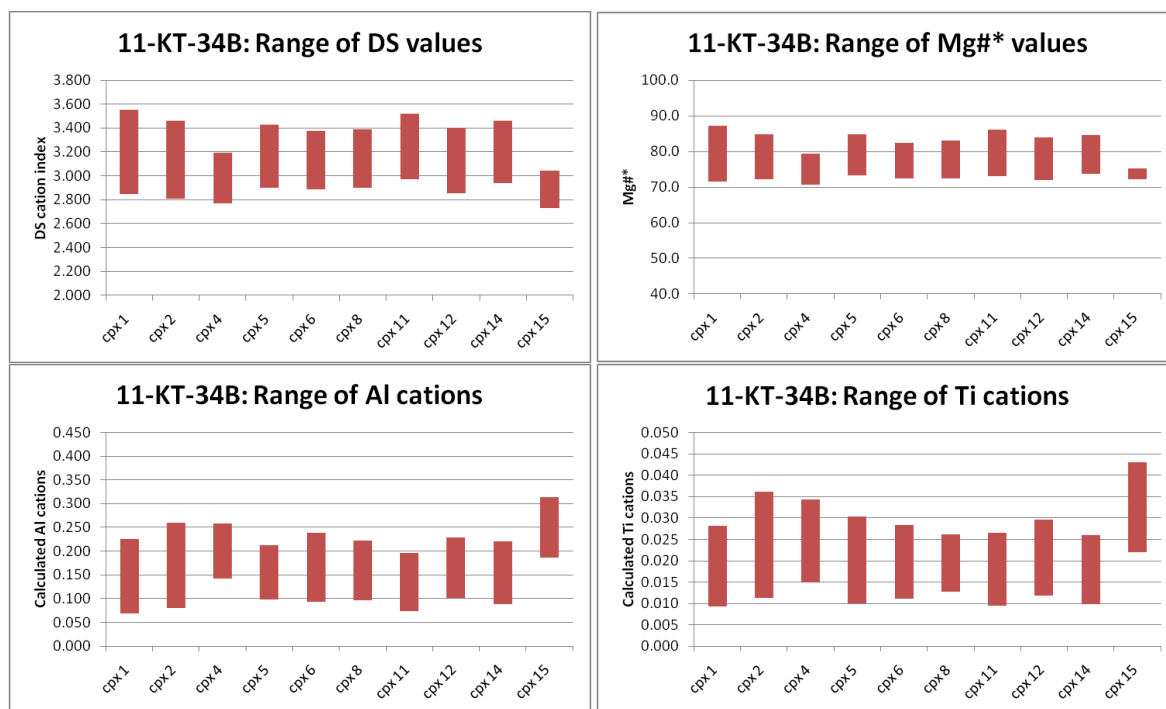 11-KT-34B: Range of DS values
DS cation index
3.800
3.600
3.400
3.200
3.000
2.800
2.600
2.400
2.200
2.000
cpx 1
cpx 2
cpx 4
cpx 5
cpx 6
cpx 8
cpx 11
cpx 12
cpx 14
cpx 15
11-KT-34B: Range of Mg#* values
Mg#*
100.0
90.0
80.0
70.0
60.0
50.0
40.0
cpx 1
cpx 2
cpx 4
cpx 5
cpx 6
cpx 8
cpx 11
cpx 12
cpx 14
cpx 15
11-KT-34B: Range of Al cations
Calculated Al cations
0.450
0.400
0.350
0.300
0.250
0.200
0.150
0.100
0.050
0.000
cpx 1
cpx 2
cpx 4
cpx 5
cpx 6
cpx 8
cpx 11
cpx 12
cpx 14
cpx 15
11-KT-34B: Range of Ti cations
Calculated Ti cations
0.050
0.045
0.040
0.035
0.030
0.025
0.020
0.015
0.010
0.005
0.000
cpx 1
cpx 2
cpx 4
cpx 5
cpx 6
cpx 8
cpx 11
cpx 12
cpx 14
cpx 15